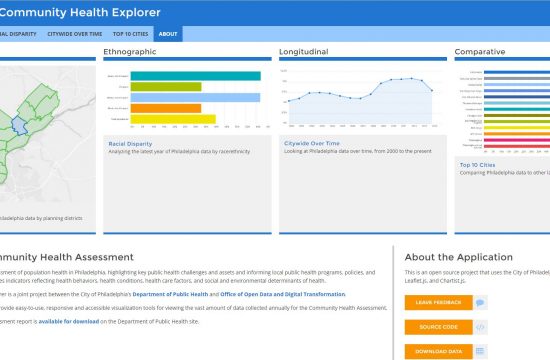 Community Health Explorer
AL DISPARITY CITYWIDE OVER TIME TOP 10 CITIES ABOUT
Ethnographic
Longitudinal
Comparative
Racial Disparity
Analyzing the latest year of Philadelphia data by race/ethnicity
Citywide Over Time
Looking at Philadelphia data over time, from 2000 to the present
Top 10 Cities
Comparing Philadelphia data to other la
hiladelphia data by planning districts
mmunity Health Assessment
ssment of population health in Philadelphia, highlighting key public health challenges and assets and informing local public health programs, policies, and
es indicators reflecting health behaviors, health conditions, health care factors, and social and environmental determinants of health.
rer is a joint project between the City of Philadelphia's Department of Public Health and Office of Open Data and Digital Transformation.
rovide easy-to-use, responsive and accessible visualization tools for viewing the vast amount of data collected annually for the Community Health Assessment.
ssment report is available for download on the Department of Public Health site.
About the Application
This is an open source project that uses the City of Philadelp
Leaflet.js, and Chartist.js.
LEAVE FEEDBACK
SOURCE CODE
DOWNLOAD DATA